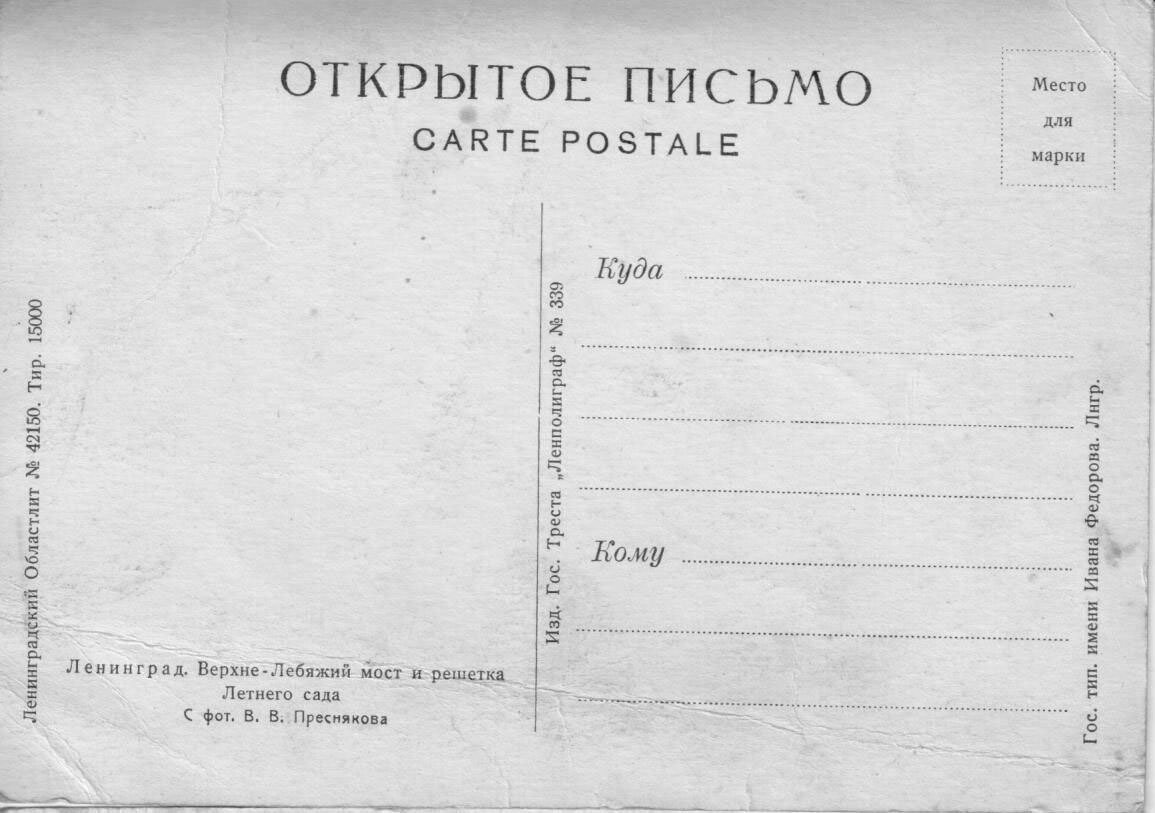 ОТКРЫТОЕ ПИСЬМО
CARTE POSTALE
Место
для
марки
Куда
Кому
Ленинград. Верхне-Лебяжий мост и решетка
Летнего сада
С фот. В. В. Преснякова
Ленинградский Областлит № 42150. Тир. 15000
Изд. Гос. Треста „Ленполиграф“ № 339
Гос. тип. имени Ивана Федорова. Лнгр.